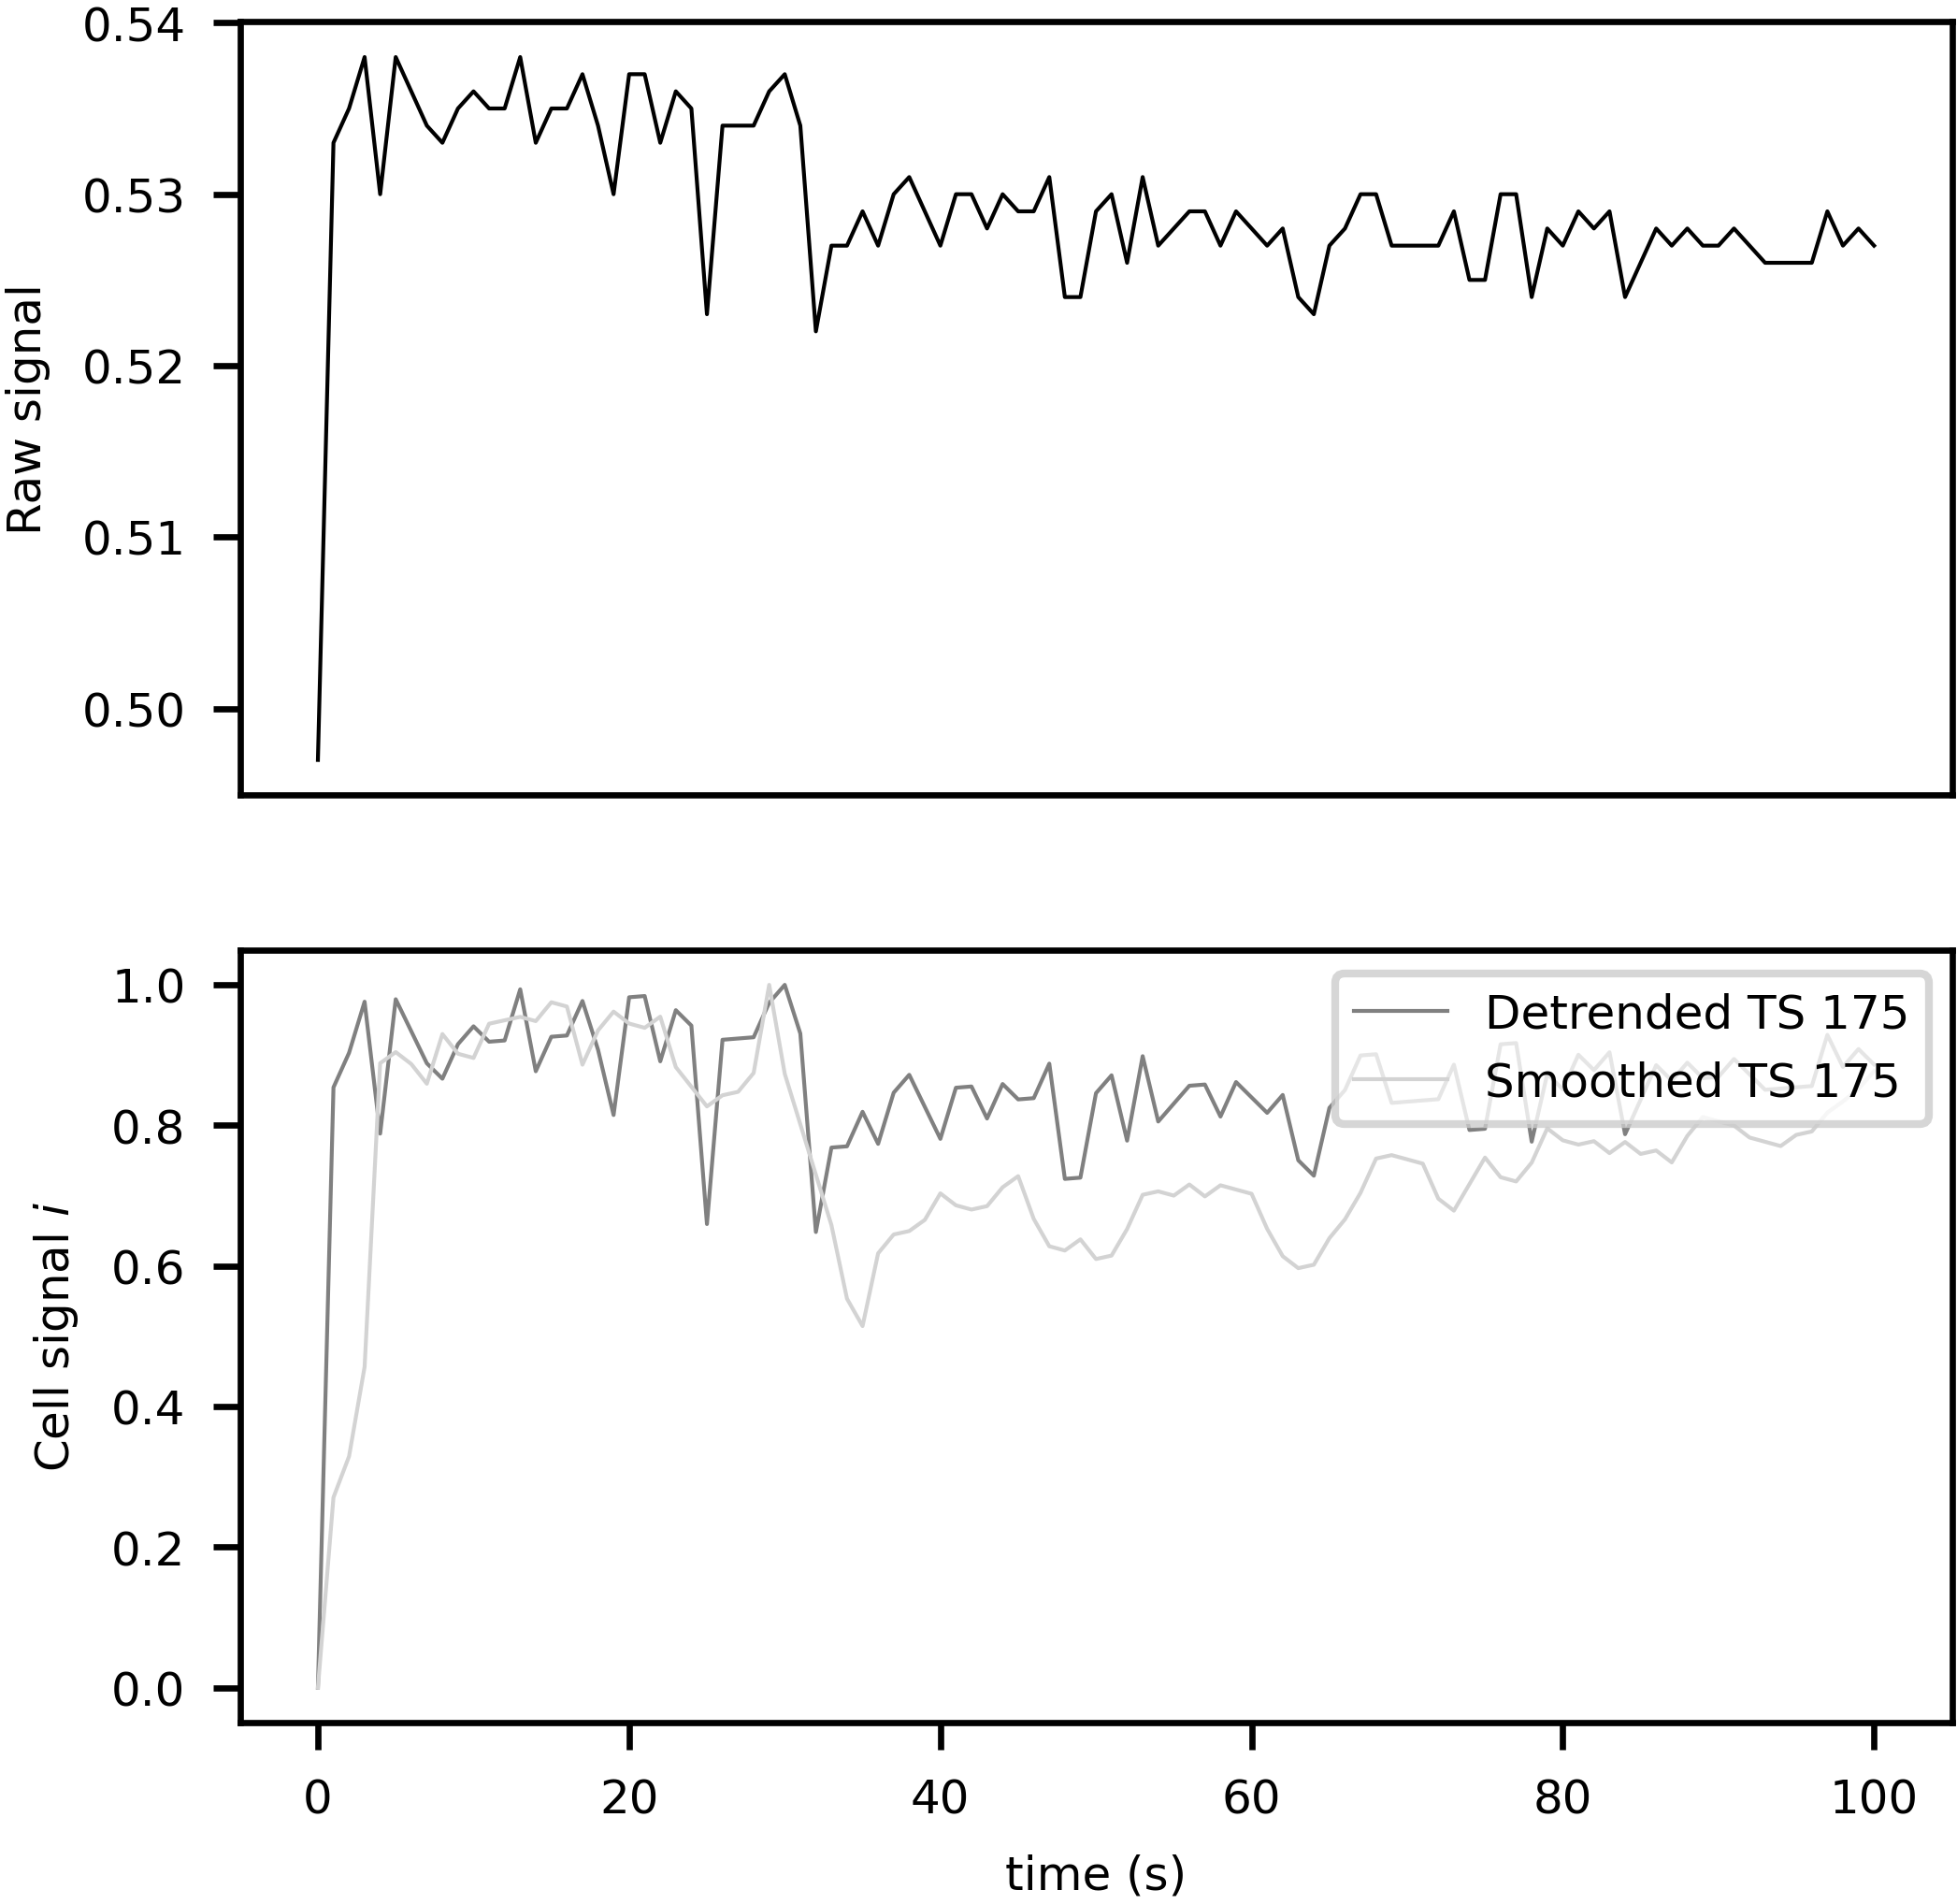 0.54
0.53
0.52
0.51
0.50
Raw signal
1.0
0.8
0.6
0.4
0.2
0.0
Cell signal i
Detrended TS 175
Smoothed TS 175
0 20 40 60 80 100
time (s)